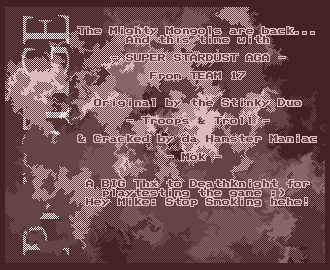 The Mighty Mongols are back...
And this time with
- SUPER STARDUST AGA -
From TEAM 17
Original by the Stinky Duo
- Troops & Troll -
& Cracked by da Hamster Maniac
- Mok -
A BIG Thx to Deathknight for
playtesting the game :)
Hey Mike: Stop Smoking hehe!